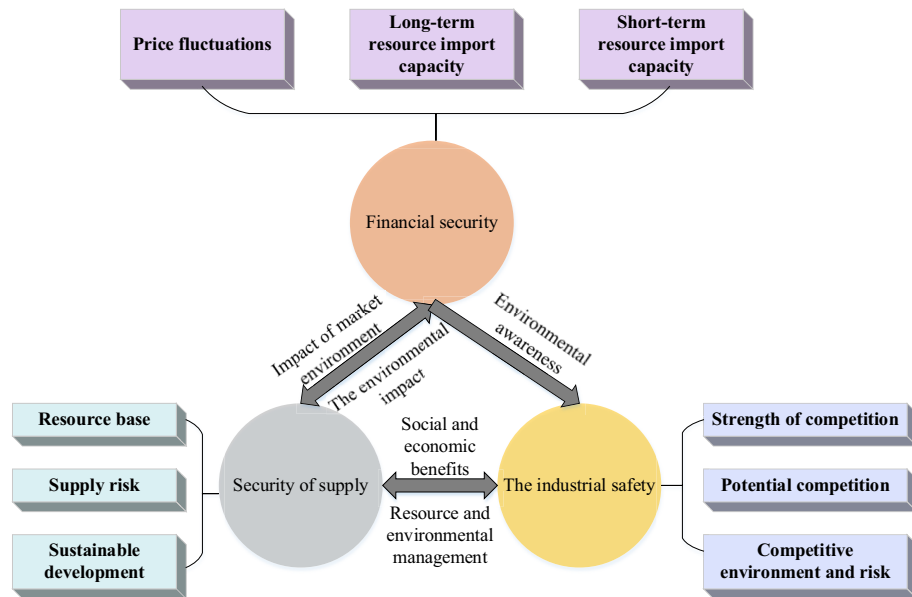 Price fluctuations
Long-term
resource import
capacity
Short-term
resource import
capacity
Financial security
Impact of market
environment
The environmental
impact
Environmental
awareness
Resource base
Supply risk
Sustainable
development
Security of supply
Social and
economic
benefits
Resource and
environmental
management
The industrial safety
Strength of competition
Potential competition
Competitive
environment and risk